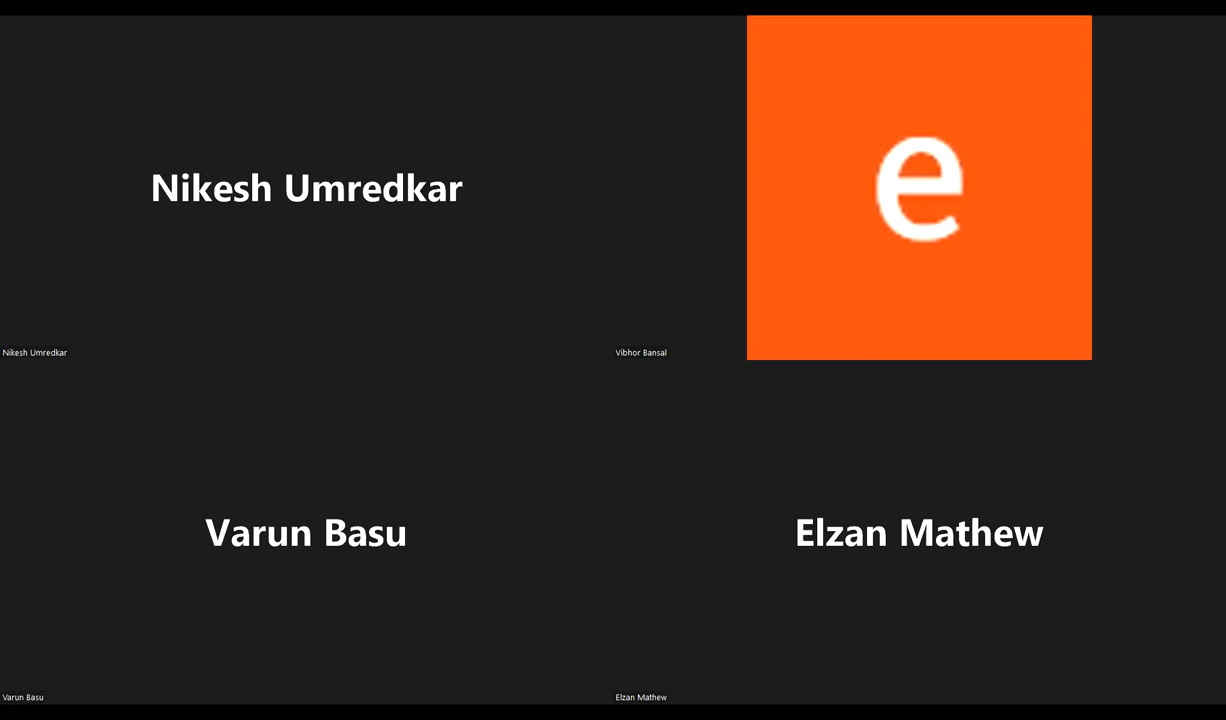 Nikesh Umredkar
e
Nikesh Umredkar
Vibhor Bansal
Varun Basu
Elzan Mathew
Varun Basu
Elzan Mathew